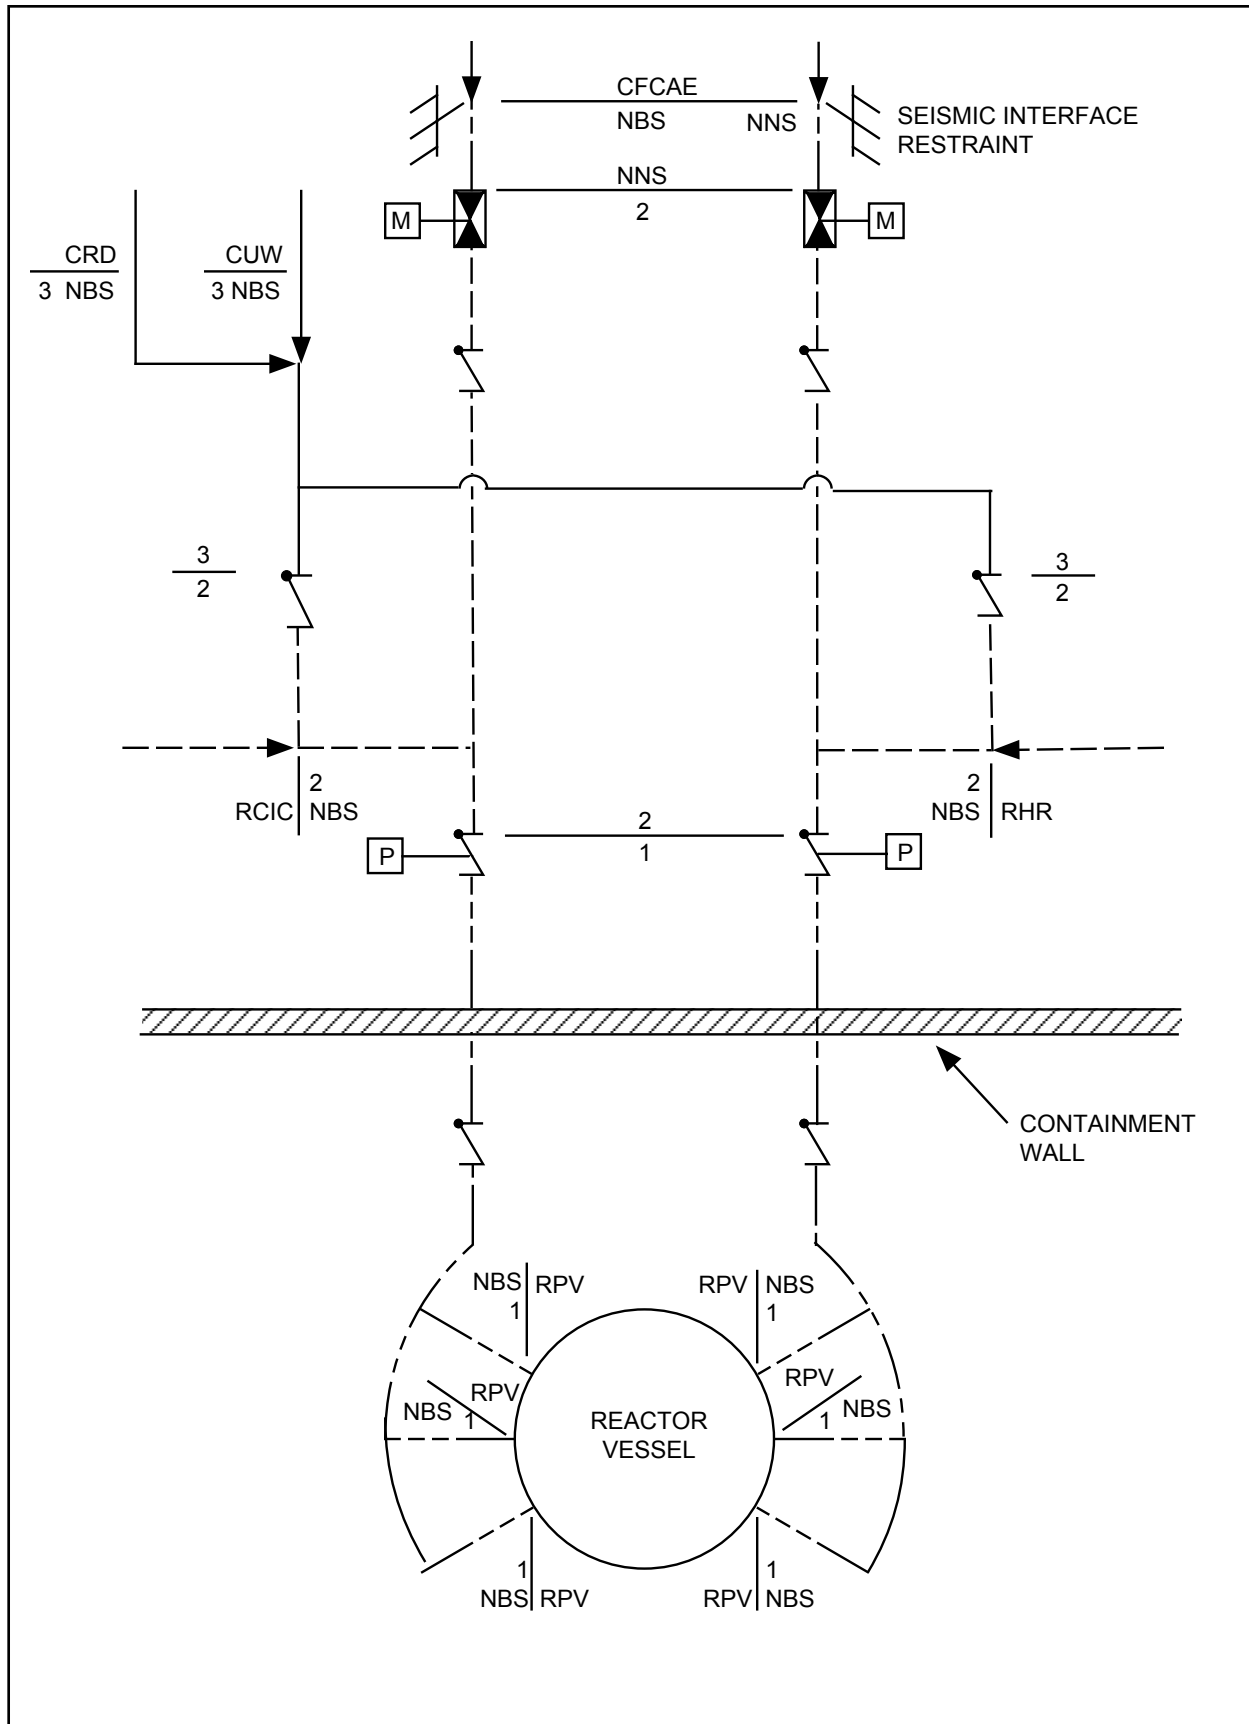 CFCAE
NBS NNS
SEISMIC INTERFACE
RESTRAINT
NNS
2
M
M
CRD
3 NBS
CUW
3 NBS
3
2
3
2
2
RCIC NBS
2
NBS RHR
2
1
P
P
CONTAINMENT
WALL
NBS RPV
1
RPV NBS
1
RPV
NBS 1
RPV
1 NBS
REACTOR
VESSEL
1
NBS RPV
1
RPV NBS